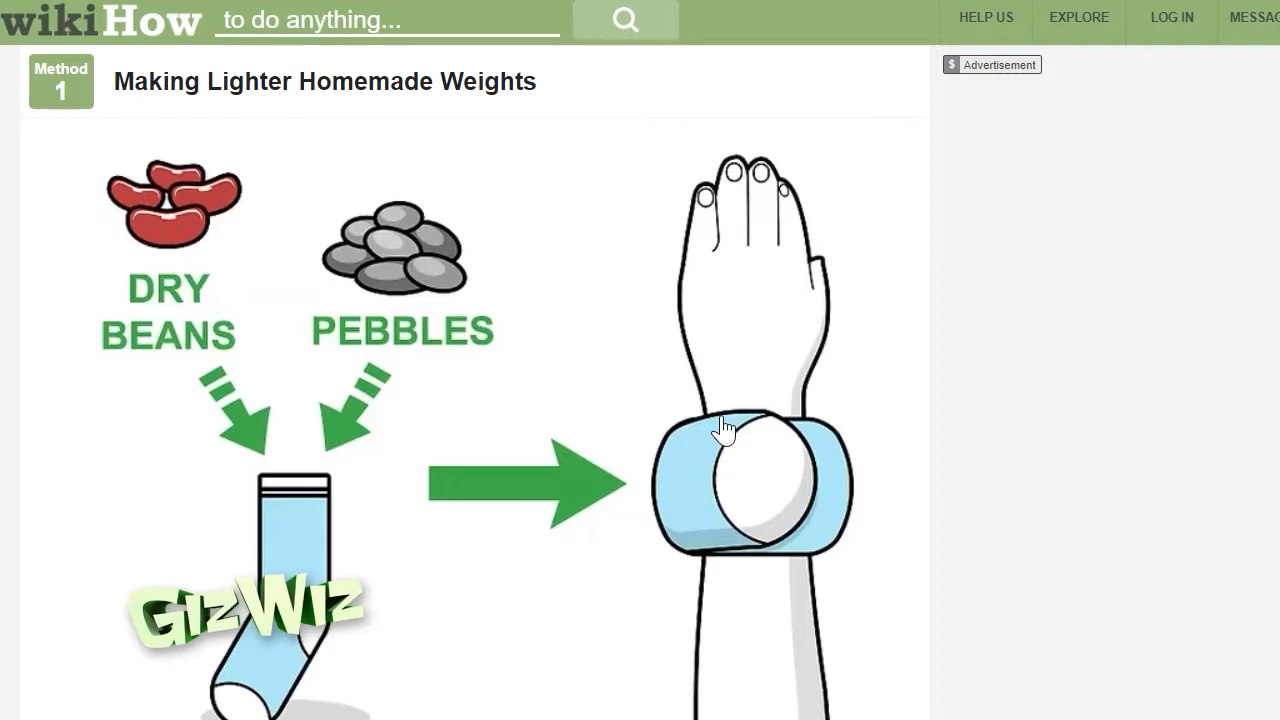 wikiHow to do anything...
HELP US EXPLORE LOG IN MESSAG
$ Advertisement
Method
1
Making Lighter Homemade Weights
DRY
BEANS
PEBBLES
GizWiz